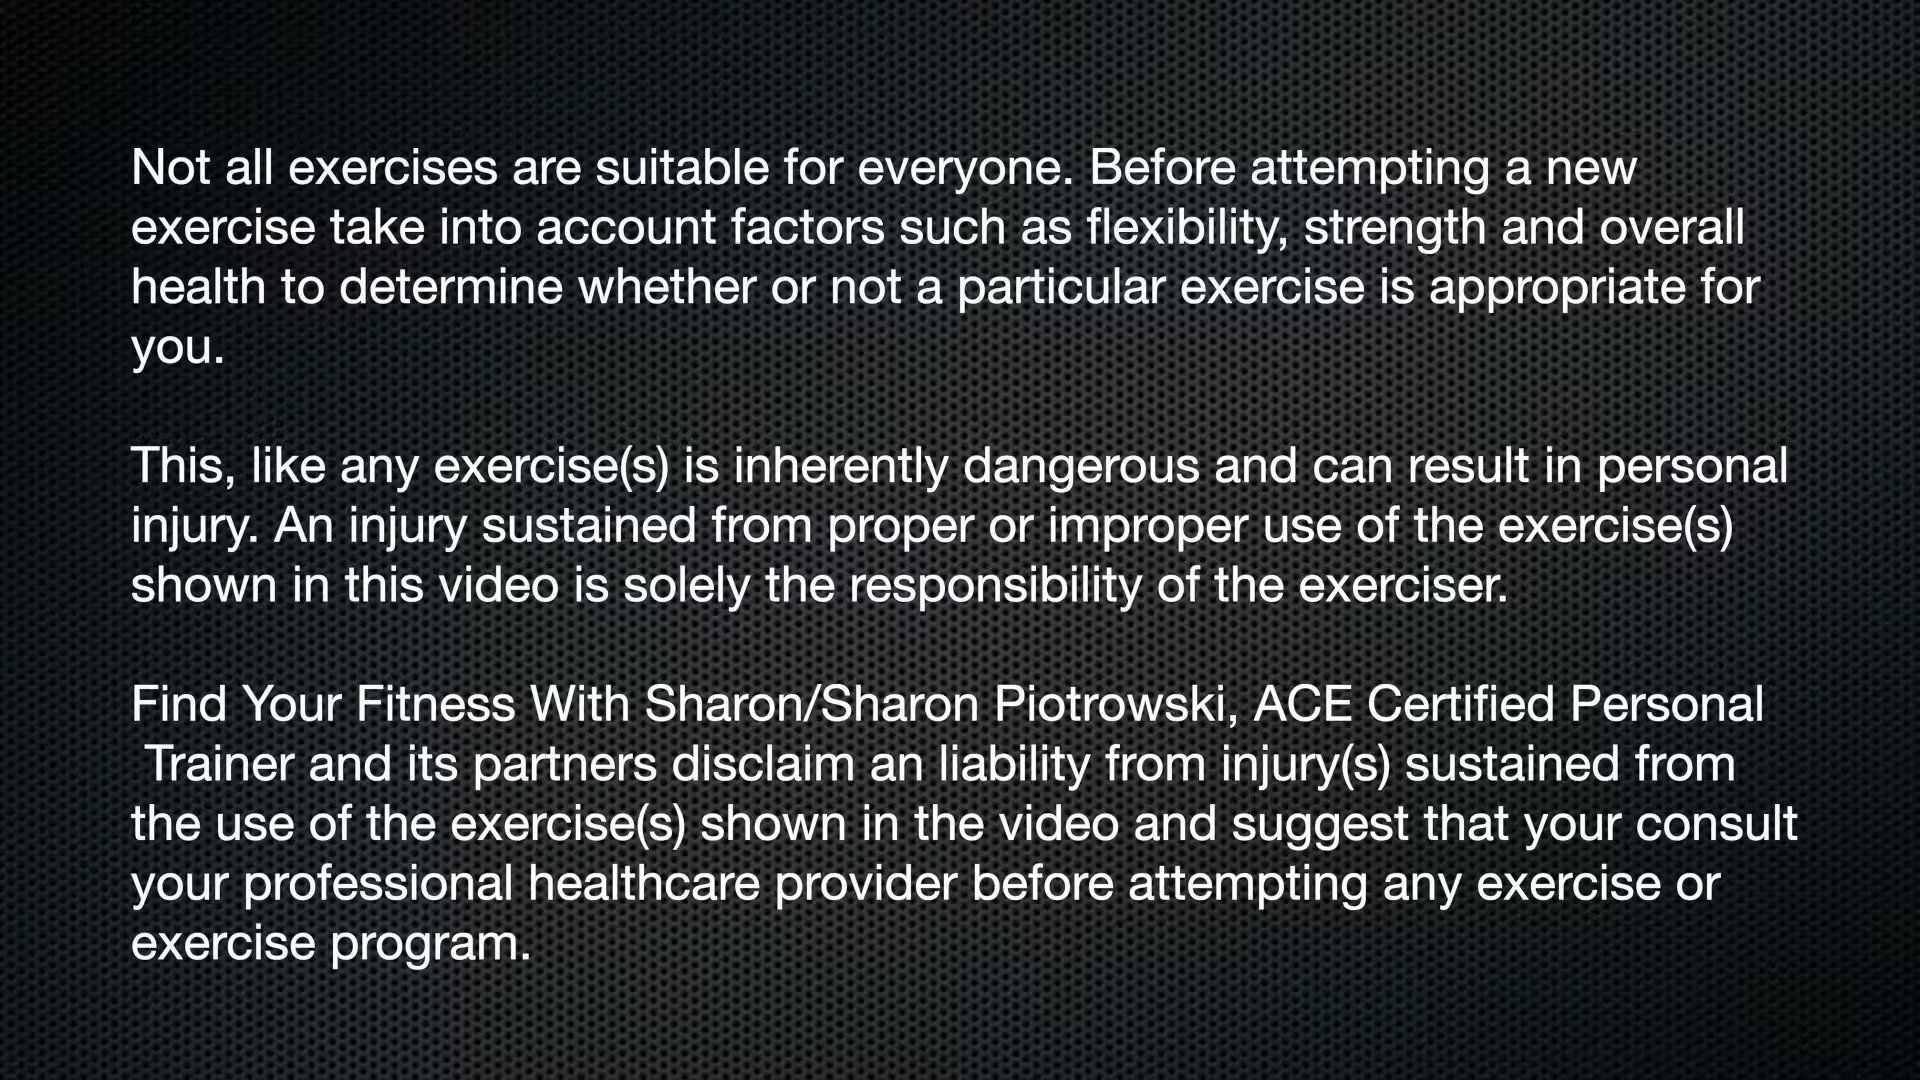 Not all exercises are suitable for everyone. Before attempting a new
exercise take into account factors such as flexibility, strength and overall
health to determine whether or not a particular exercise is appropriate for
you.
This, like any exercise(s) is inherently dangerous and can result in personal
injury. An injury sustained from proper or improper use of the exercise(s)
shown in this video is solely the responsibility of the exerciser.
Find Your Fitness With Sharon/Sharon Piotrowski, ACE Certified Personal
Trainer and its partners disclaim an liability from injury(s) sustained from
the use of the exercise(s) shown in the video and suggest that your consult
your professional healthcare provider before attempting any exercise or
exercise program.